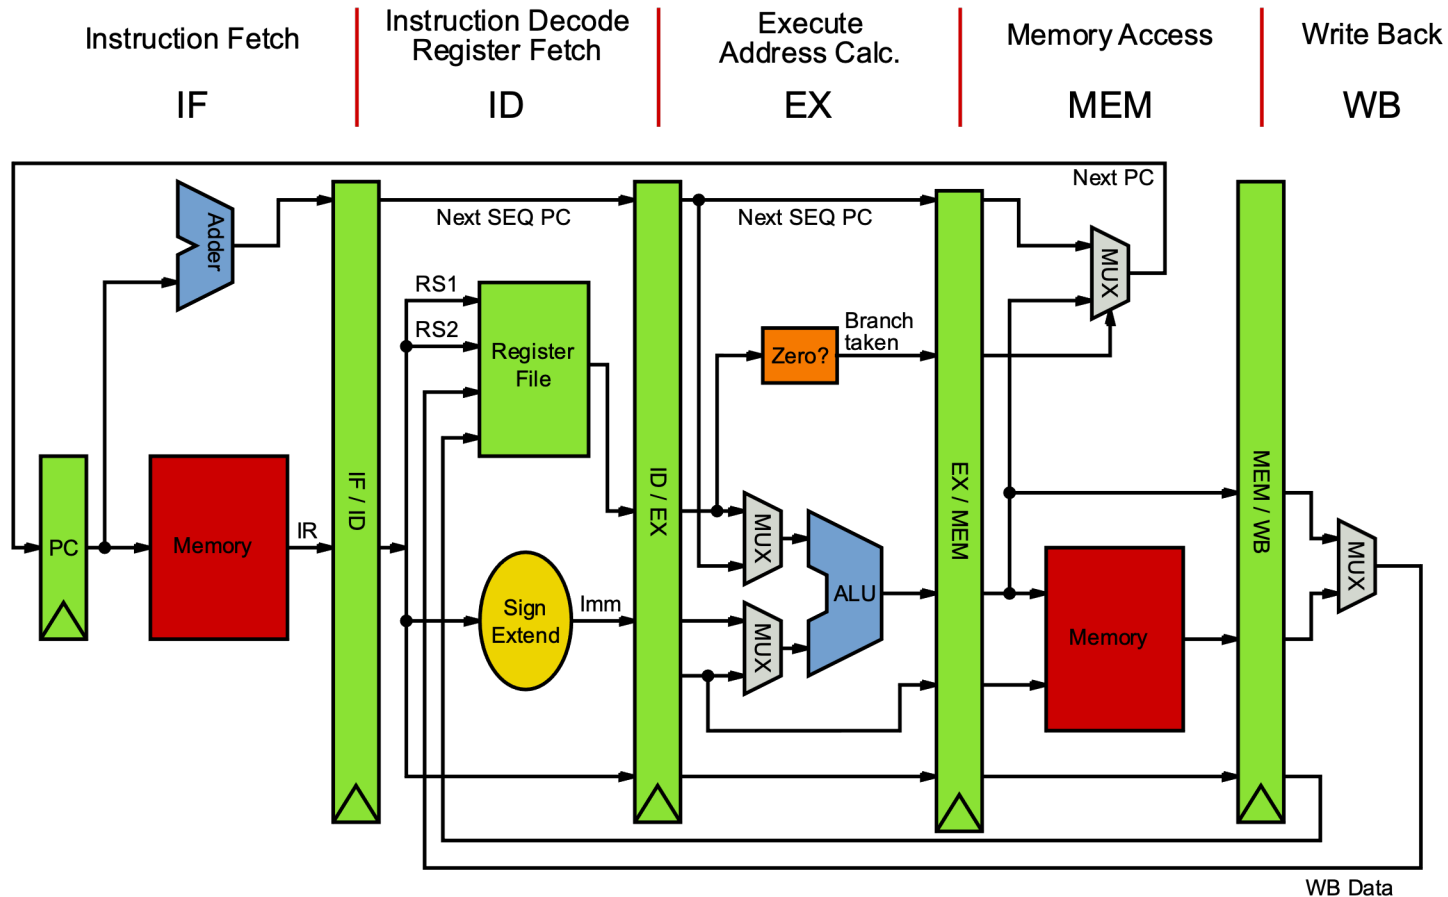 Instruction Fetch
Instruction Decode
Register Fetch
Execute
Address Calc.
Memory Access
Write Back
IF
ID
EX
MEM
WB
Next PC
Adder
Next SEQ PC
Next SEQ PC
MUX
RS1
RS2
Register
File
Branch
taken
Zero?
PC
Memory
IR
IF / ID
ID / EX
EX / MEM
MEM / WB
MUX
MUX
ALU
Sign
Extend
Imm
MUX
Memory
WB Data